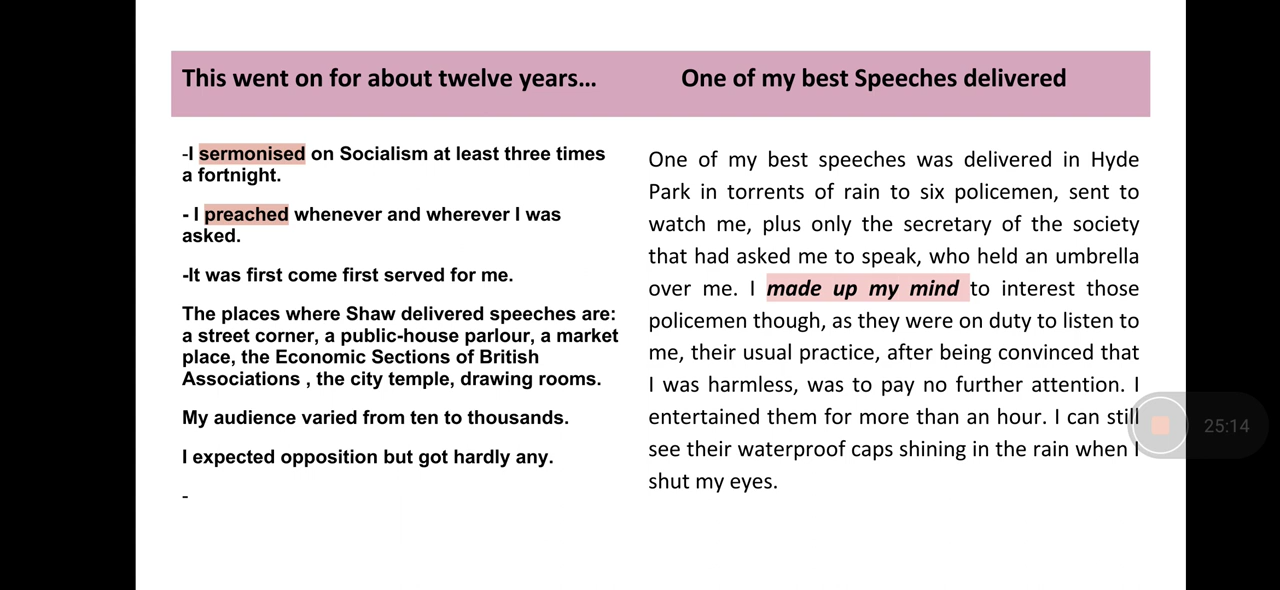 This went on for about twelve years…
-I sermonised on Socialism at least three times
a fortnight.
- I preached whenever and wherever I was
asked.
-It was first come first served for me.
The places where Shaw delivered speeches are:
a street corner, a public-house parlour, a market
place, the Economic Sections of British
Associations , the city temple, drawing rooms.
My audience varied from ten to thousands.
I expected opposition but got hardly any.
-
One of my best Speeches delivered
One of my best speeches was delivered in Hyde
Park in torrents of rain to six policemen, sent to
watch me, plus only the secretary of the society
that had asked me to speak, who held an umbrella
over me. I made up my mind to interest those
policemen though, as they were on duty to listen to
me, their usual practice, after being convinced that
I was harmless, was to pay no further attention. I
entertained them for more than an hour. I can still
see their waterproof caps shining in the rain when I
shut my eyes.
25:14